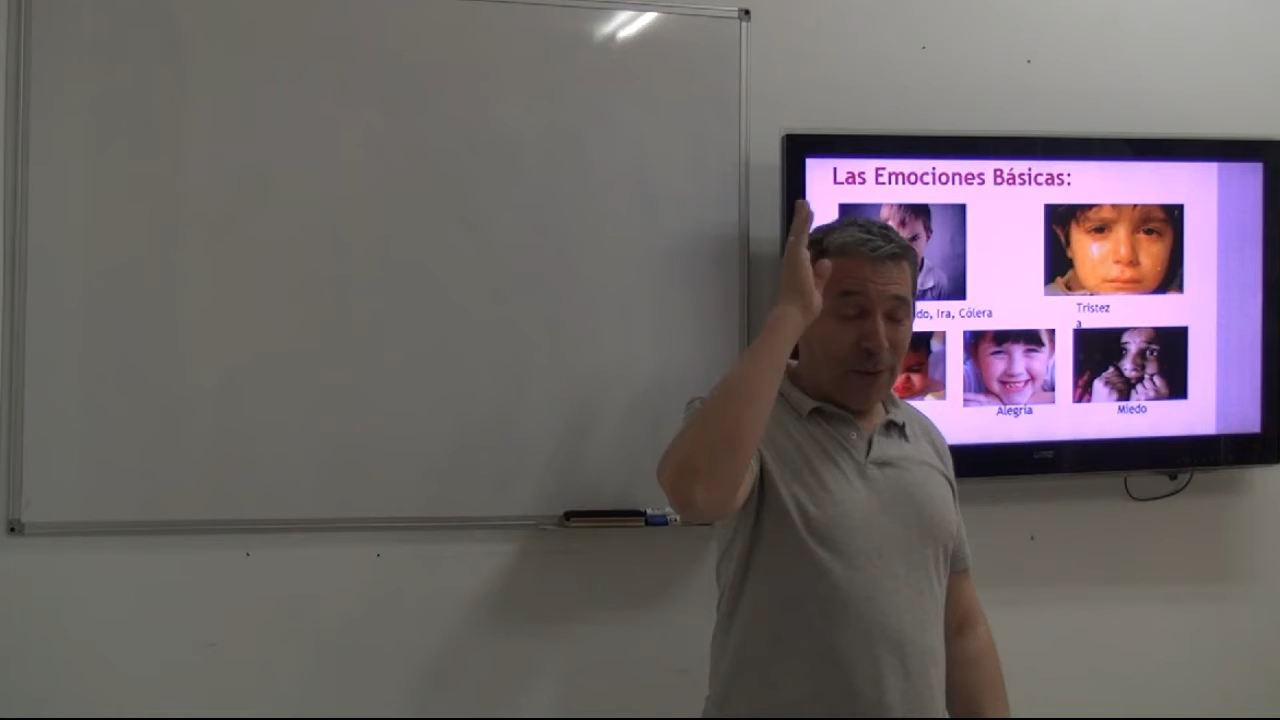 Las Emociones Básicas:
do, Ira, Cólera
Tristez
a
Alegría
Miedo